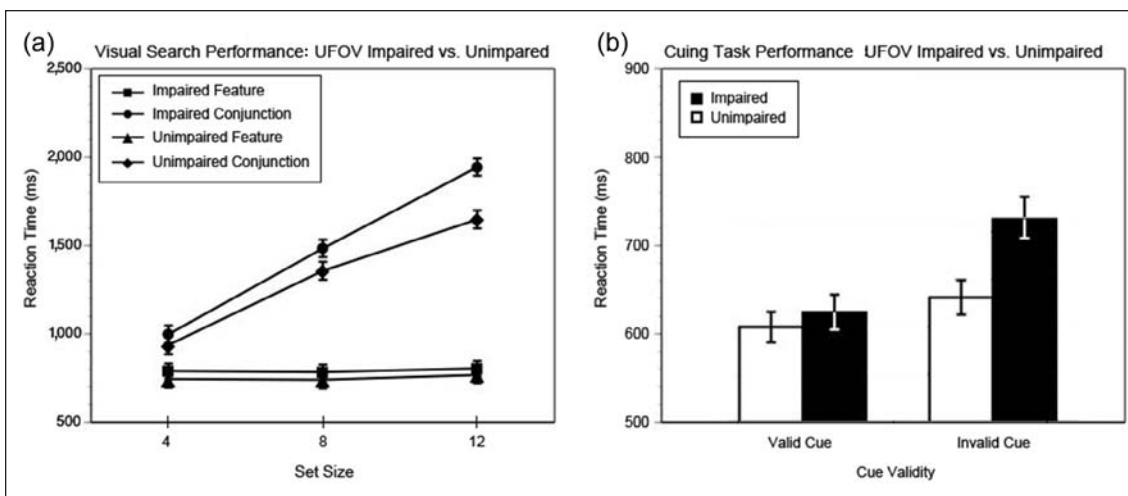 (a)
Visual Search Performance: UFOV Impaired vs. Unimpared
2,500
2,000
1,500
1,000
500
Reaction Time (ms)
Impaired Feature
Impaired Conjunction
Unimpaired Feature
Unimpaired Conjunction
4 8 12
Set Size
(b)
Cuing Task Performance UFOV Impaired vs. Unimpaired
900
800
700
600
500
Reaction Time (ms)
Impaired
Unimpaired
Valid Cue Invalid Cue
Cue Validity